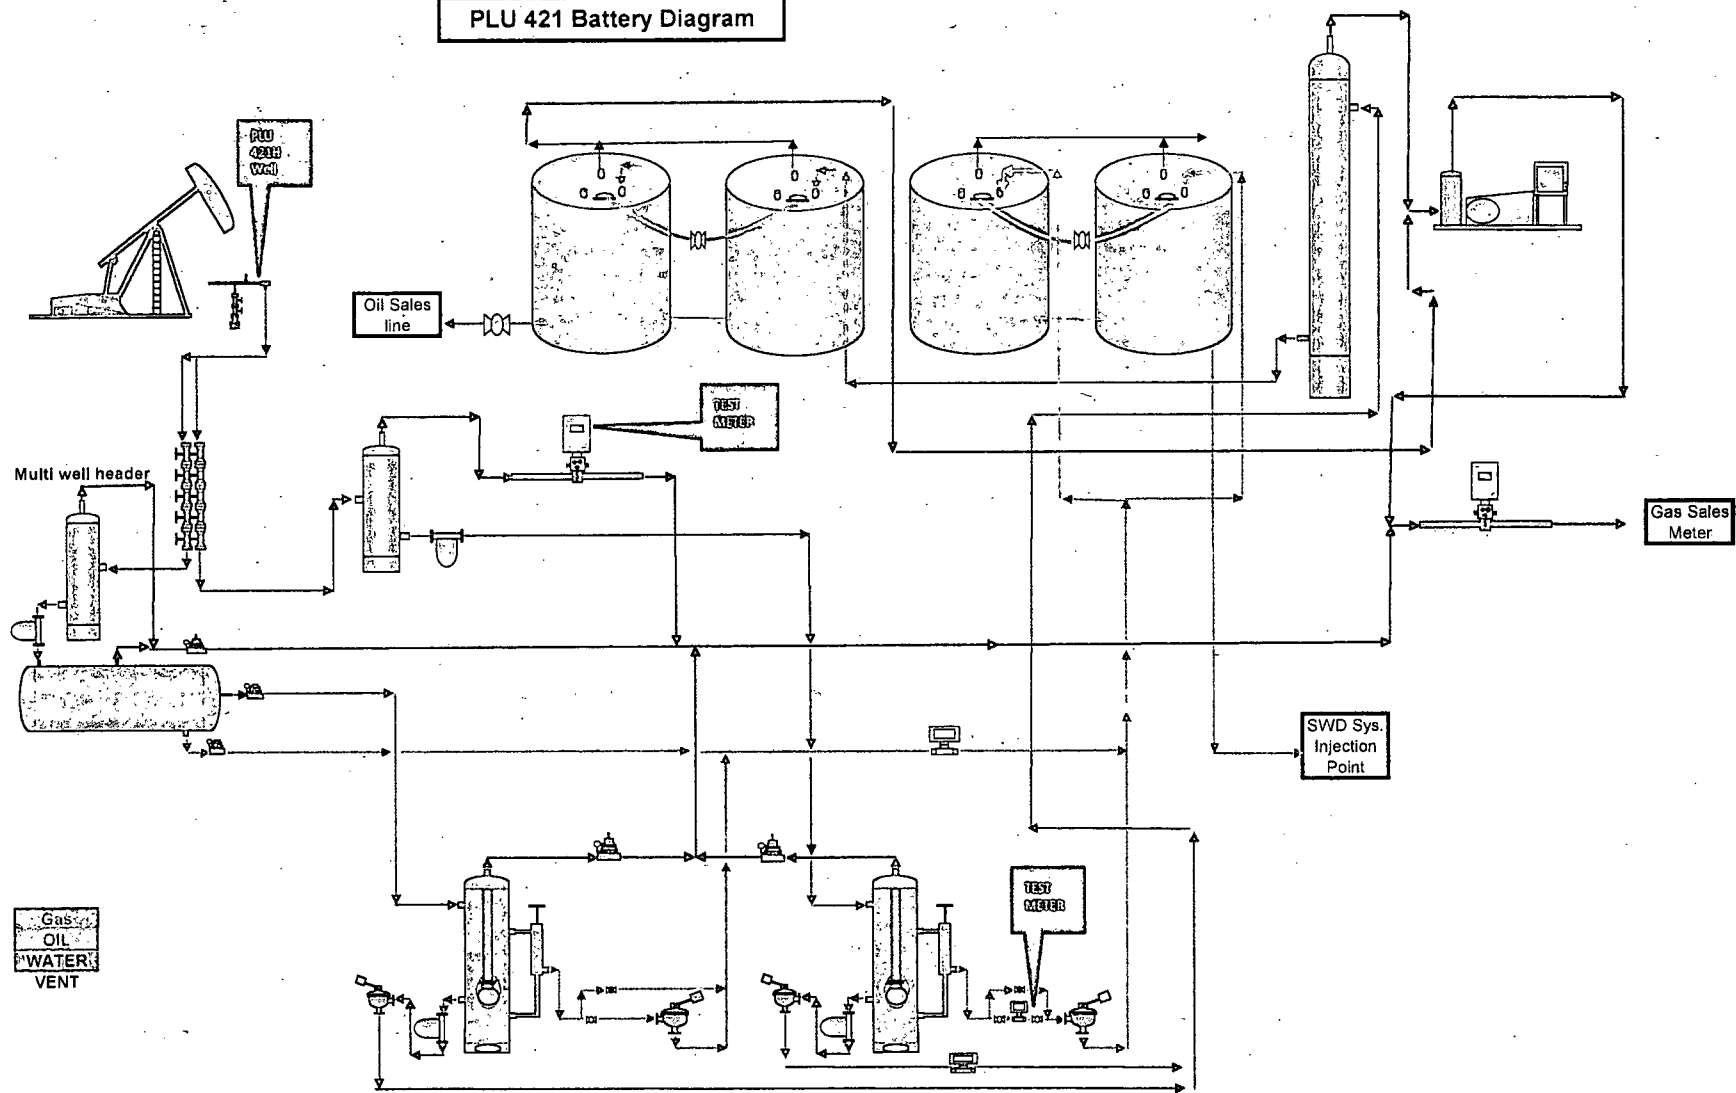 PLU 421 Battery Diagram
PLU
421H
Well
Oil Sales
line
TEST
METER
Multi well header
Gas Sales
Meter
SWD Sys.
Injection
Point
TEST
METER
Gas
OIL
WATER
VENT